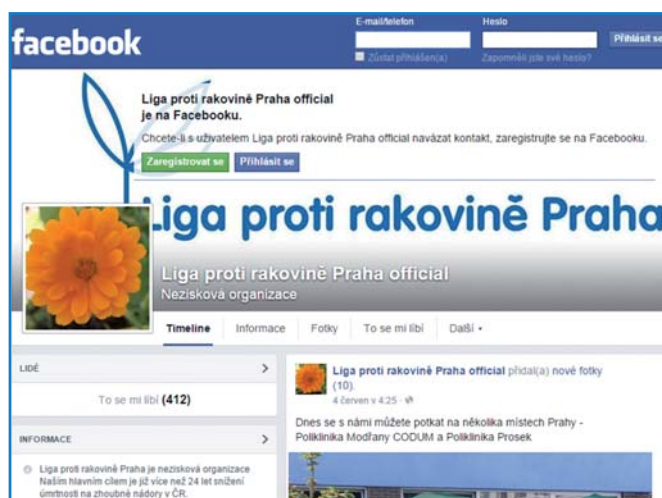 facebook
E-mail/telefon
Heslo
Přihlásit se
Zůstat přihlášen(a)
Zapomněli jste své heslo?
Liga proti rakovině Praha official
je na Facebooku.
Chcete-li s uživatelem Liga proti rakovině Praha official navázat kontakt, zaregistrujte se na Facebooku.
Zaregistrovat se
Přihlásit se
Liga proti rakovině Praha
Liga proti rakovině Praha official
Nezisková organizace
Timeline
Informace
Fotky
To se mi líbí
Další
LIDÉ
To se mi líbí (412)
INFORMACE
Liga proti rakovině Praha je nezisková organizace
Naším hlavním cílem je již více než 24 let snížení
úmrtnosti na zhoubné nádory v ČR.
Liga proti rakovině Praha official přidal(a) nové fotky
(10).
4 červen v 4:25
Dnes se s námi můžete potkat na několika místech Prahy -
Poliklinika Modřany CODUM a Poliklinika Prosek